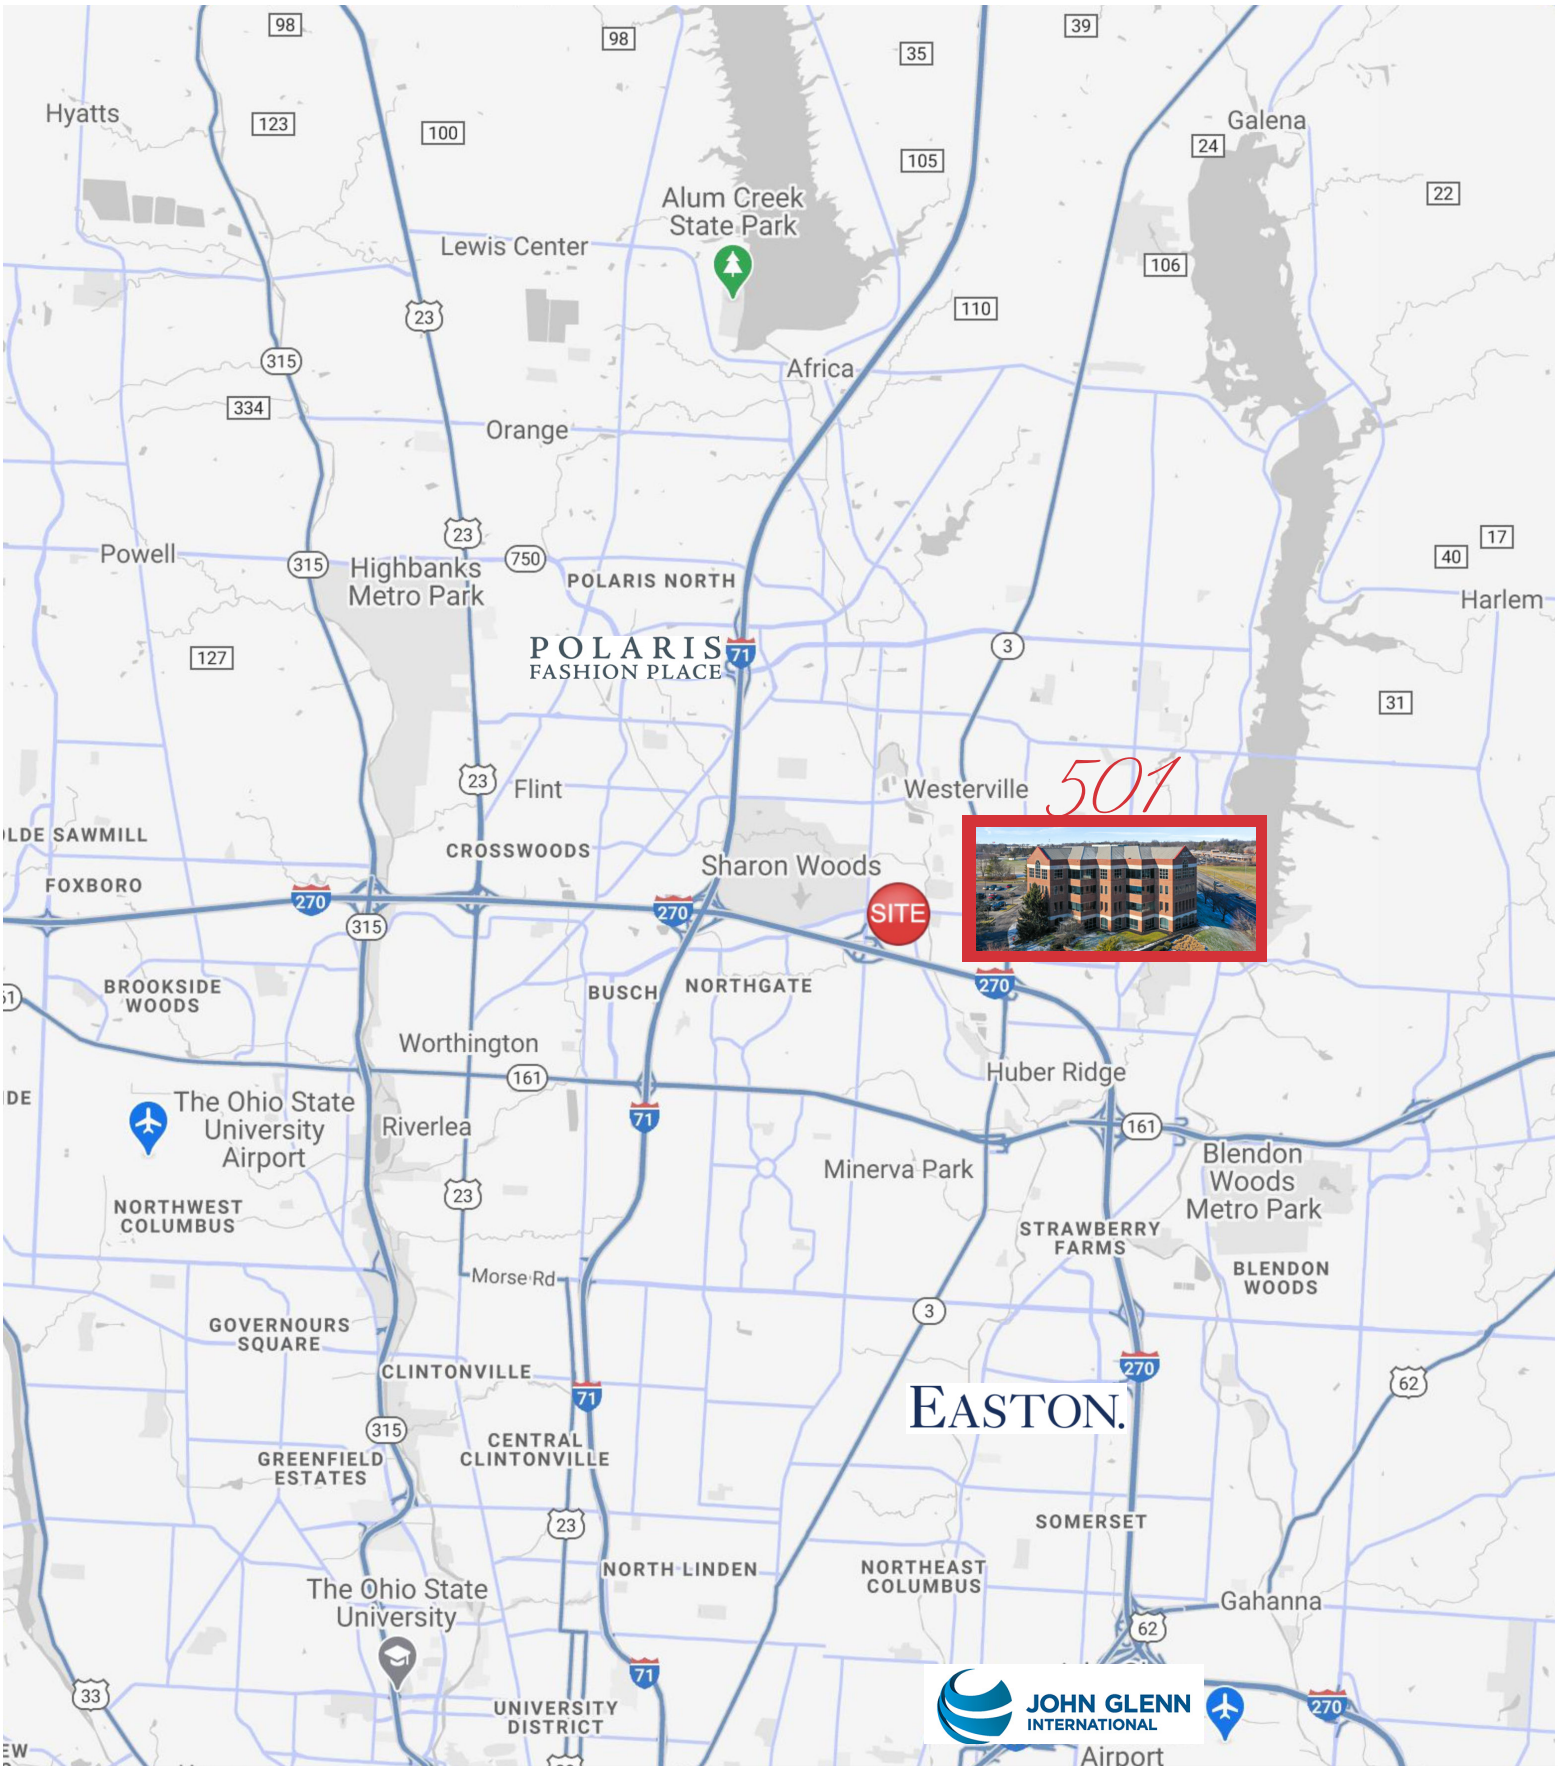 98
98
39
35
Hyatts
123
100
Galena
24
105
22
Alum Creek
State Park
Lewis Center
106
110
23
315
Africa
334
Orange
23
17
750
40
Powell
315
Highbanks
Metro Park
POLARIS NORTH
Harlem
POLARIS
FASHION PLACE
71
3
127
31
23
Flint
Westerville
501
OLDE SAWMILL
CROSSWOODS
Sharon Woods
FOXBORO
270
270
SITE
315
270
BROOKSIDE
WOODS
BUSCH
NORTHGATE
Worthington
161
Huber Ridge
The Ohio State
University
Airport
71
Riverlea
161
Minerva Park
Blendon
Woods
Metro Park
23
NORTHWEST
COLUMBUS
STRAWBERRY
FARMS
BLENDON
WOODS
Morse Rd
3
GOVERNOURS
SQUARE
CLINTONVILLE
270
62
71
EASTON.
315
CENTRAL
CLINTONVILLE
GREENFIELD
ESTATES
23
SOMERSET
NORTH LINDEN
NORTHEAST
COLUMBUS
The Ohio State
University
Gahanna
62
71
33
JOHN GLENN
INTERNATIONAL
270
UNIVERSITY
DISTRICT
Airport